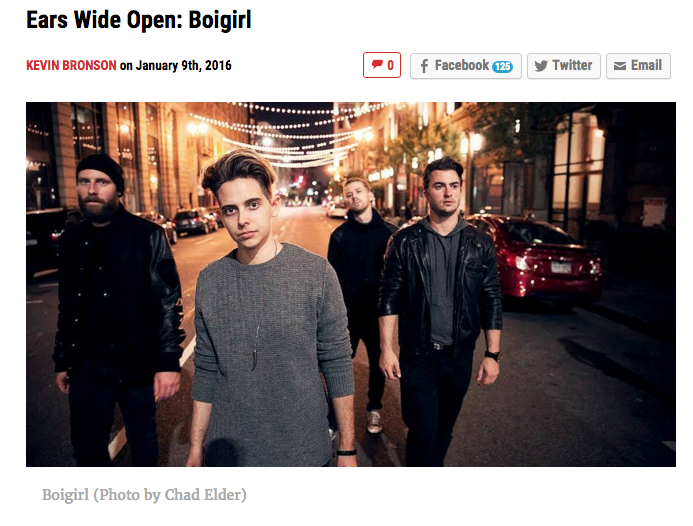 Ears Wide Open: Boigirl
KEVIN BRONSON on January 9th, 2016
0 Facebook 125 Twitter Email
Boigirl (Photo by Chad Elder)